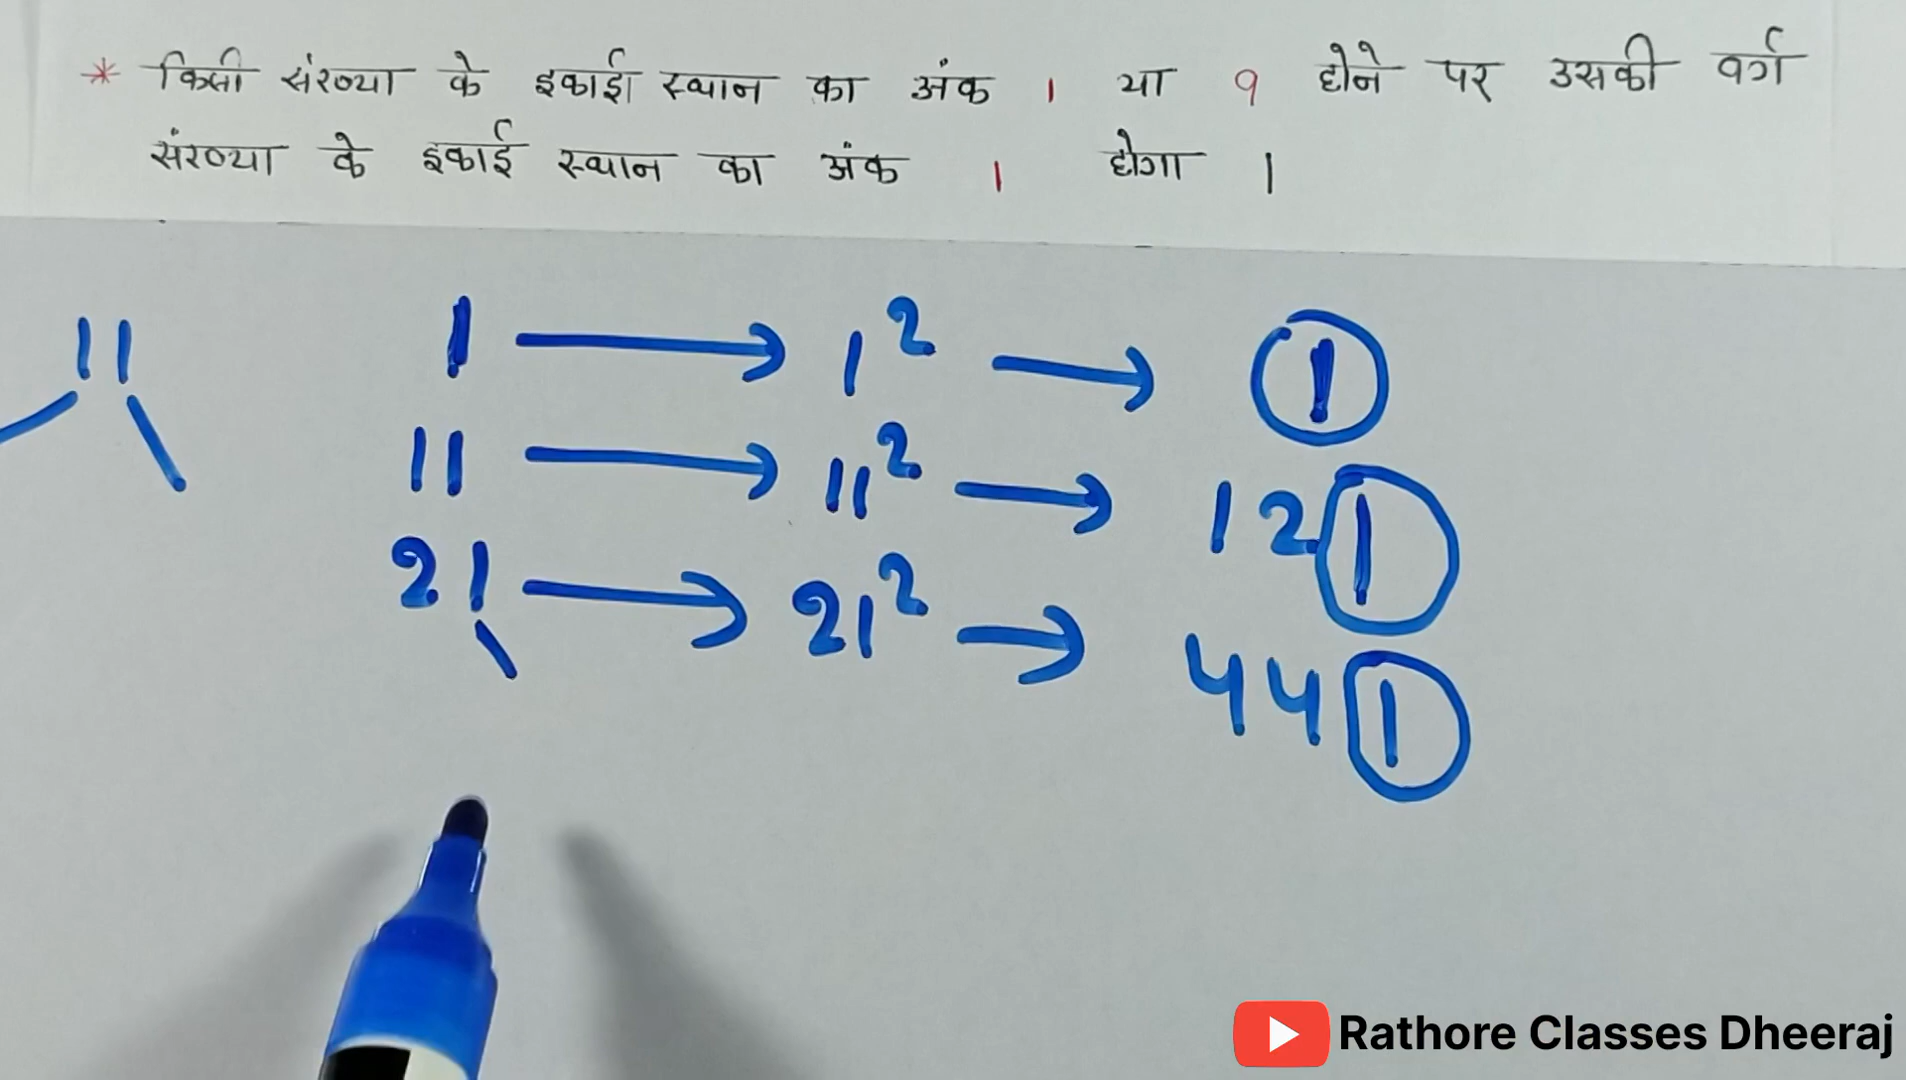 * किसी संख्या के इकाई स्थान का अंक 1 या 9 होने पर उसकी वर्ग
संख्या के इकाई स्थान का अंक 1 होगा ।
11
1 → 1² → 1
11 → 11² → 121
21 → 21² → 441
Rathore Classes Dheeraj